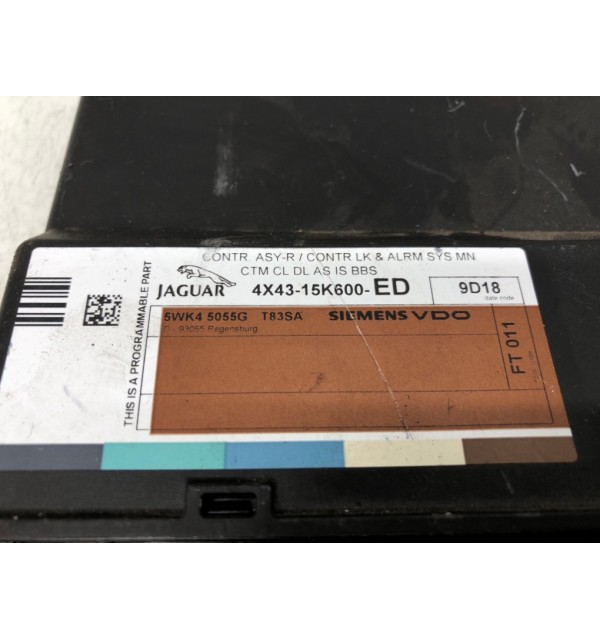 CONTR ASY-R / CONTR LK & ALRM SYS MN
CTM CL DL AS IS BBS
JAGUAR 4X43-15K600-ED 9D18
date code
THIS IS A PROGRAMMABLE PART
5WK4 5055G T83SA SIEMENS VDO
D - 93055 Regensburg
FT 011